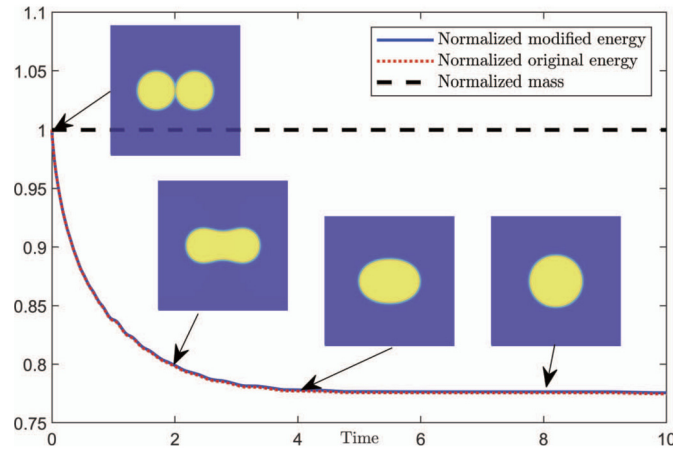 1.1
Normalized modified energy
Normalized original energy
Normalized mass
1.05
1
0.95
0.9
0.85
0.8
0.75
0 2 4 6 8 10
Time